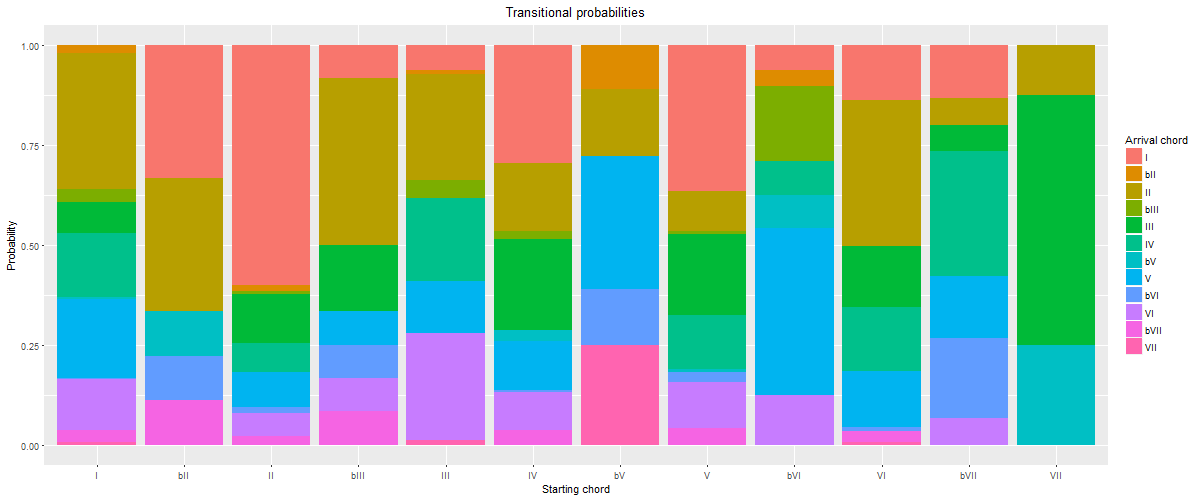 Transitional probabilities
Probability
1.00
0.75
0.50
0.25
0.00
I bII II bIII III IV bV V bVI VI bVII VII
Starting chord
Arrival chord
I
bII
II
bIII
III
IV
bV
V
bVI
VI
bVII
VII